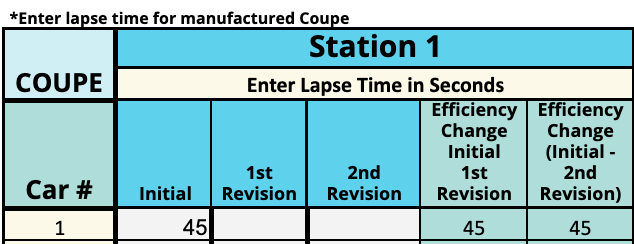 *Enter lapse time for manufactured Coupe
COUPE
Station 1
Enter Lapse Time in Seconds
Car #
Initial
1st
Revision
2nd
Revision
Efficiency
Change
Initial
1st
Revision
Efficiency
Change
(Initial -
2nd
Revision)
1
45
45
45